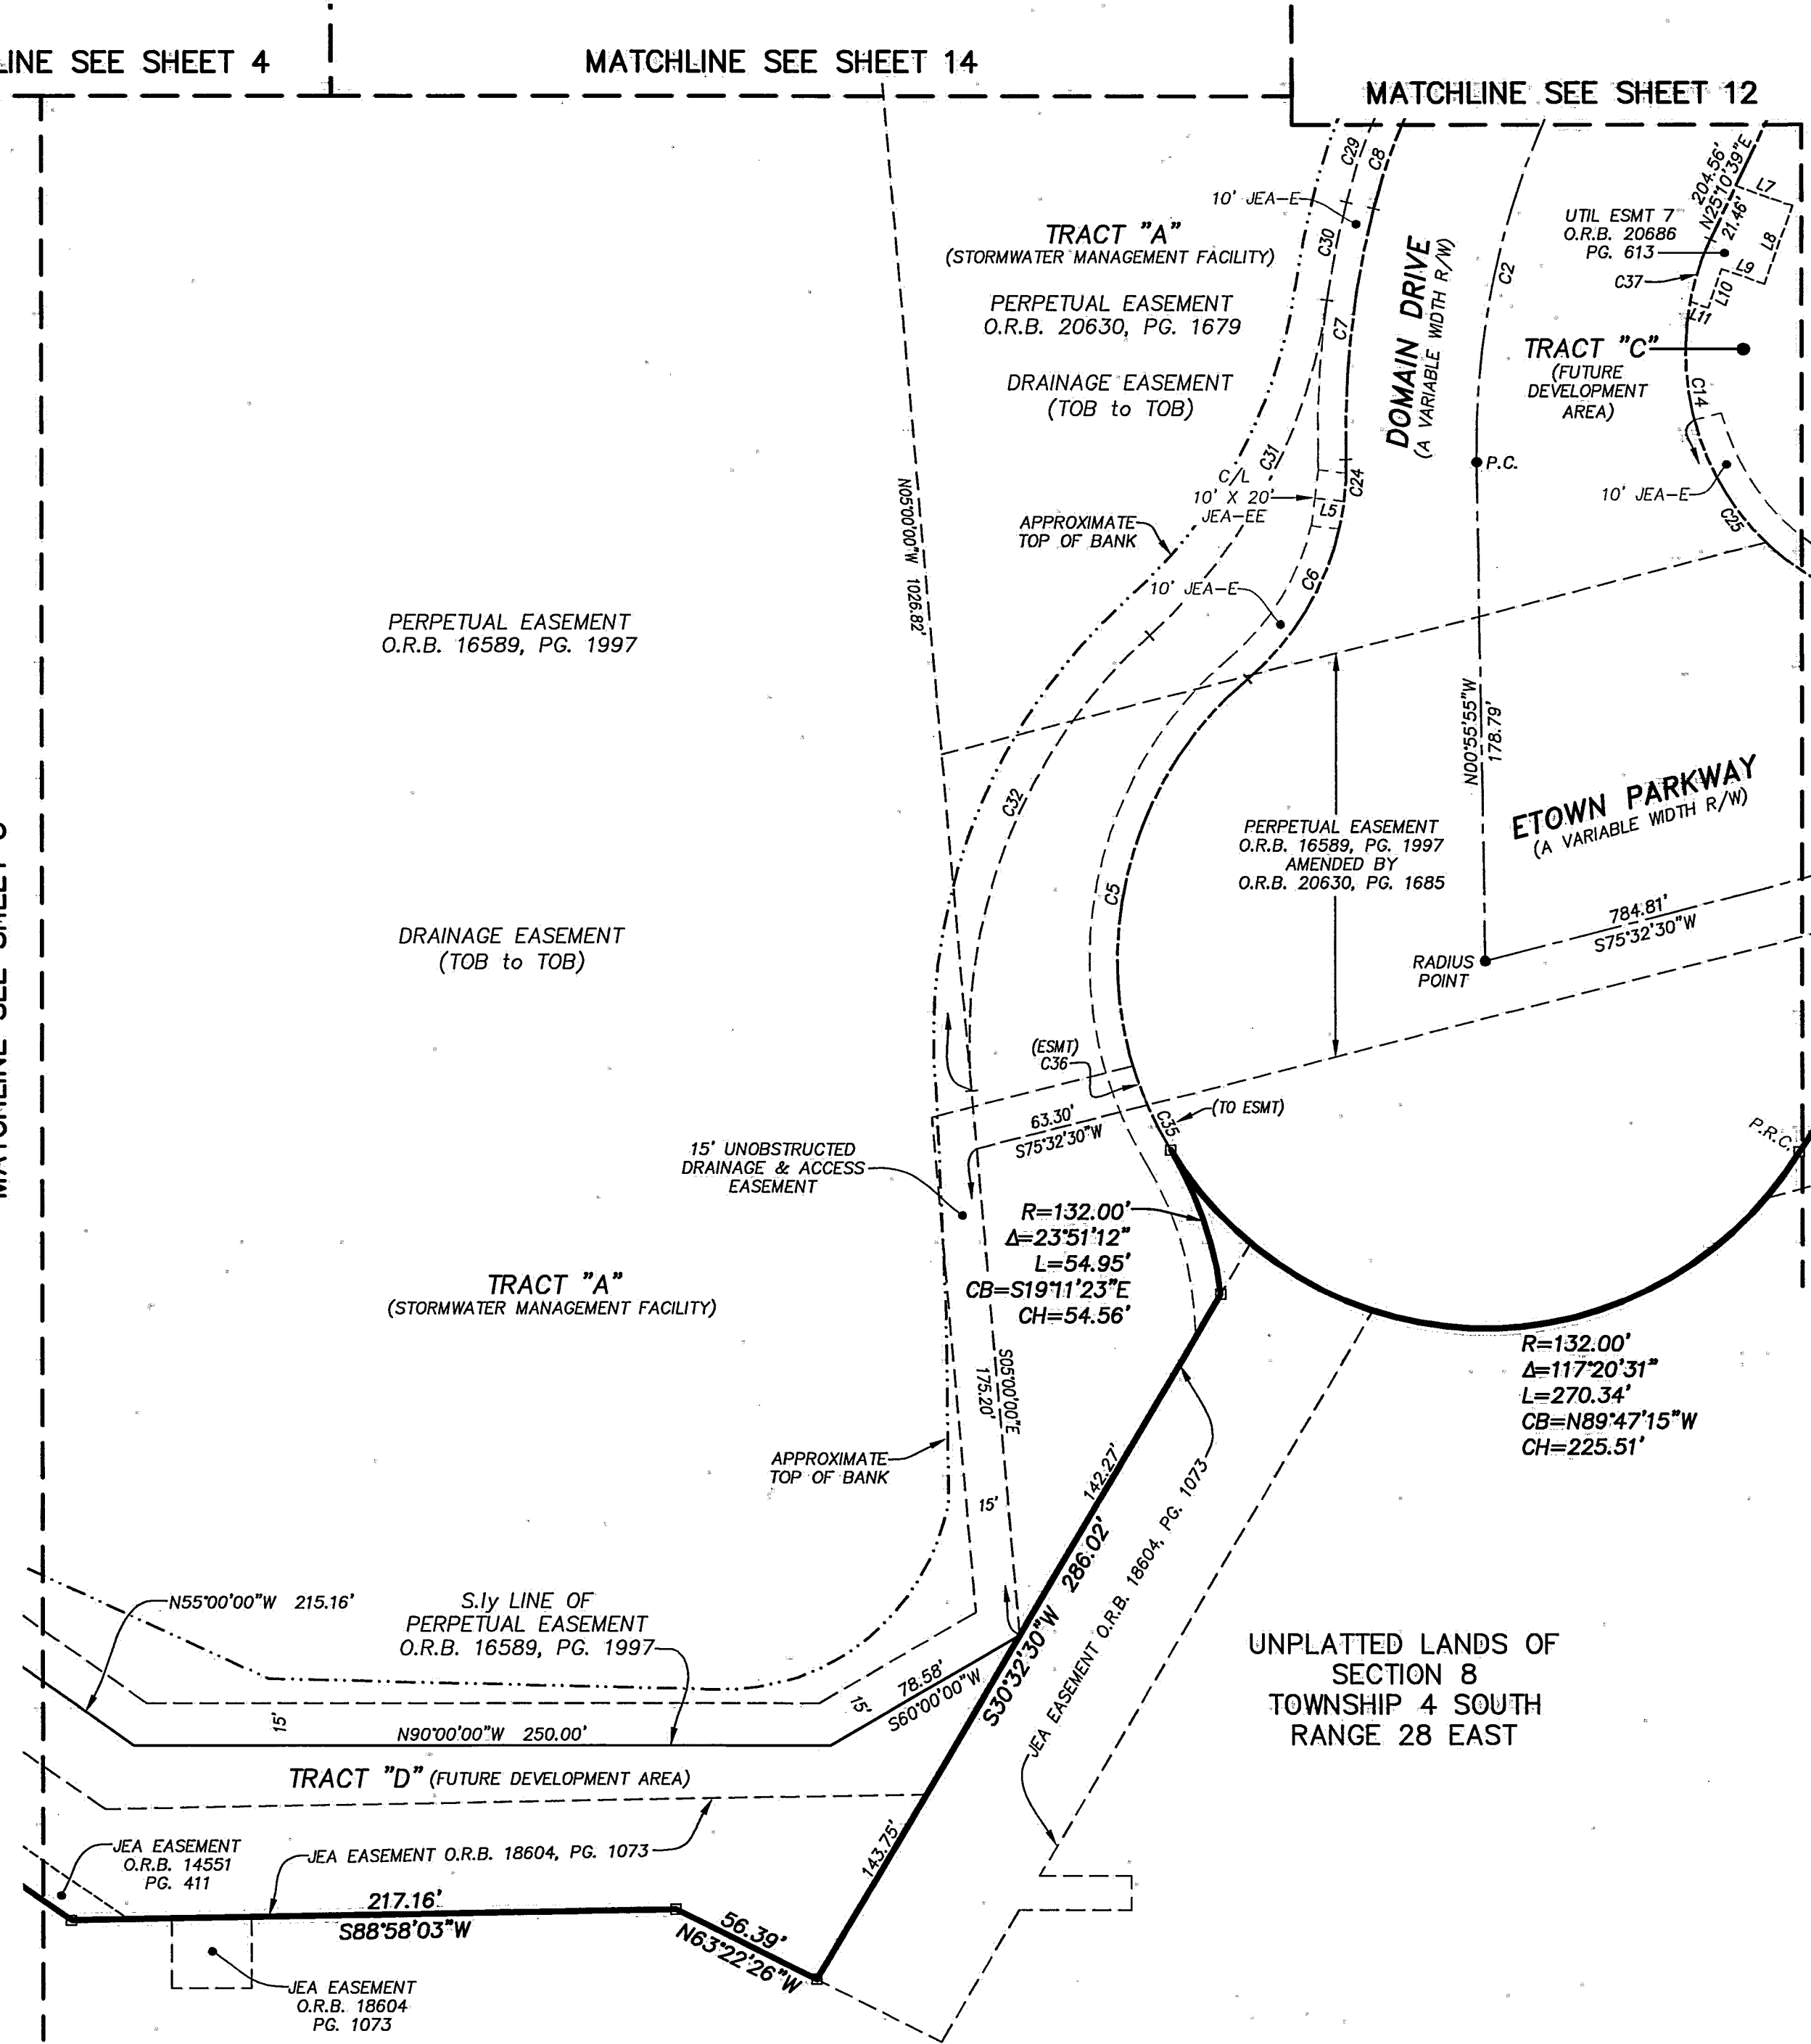 LINE SEE SHEET 4
MATCHLINE SEE SHEET 14
MATCHLINE SEE SHEET 12
C29
C8
10' JEA-E
C30
TRACT "A"
(STORMWATER MANAGEMENT FACILITY)
PERPETUAL EASEMENT
O.R.B. 20630, PG. 1679
DRAINAGE EASEMENT
(TOB to TOB)
C7
DOMAIN DRIVE
(A VARIABLE WIDTH R/W)
C2
204.56'
N25°10'39"E
21.46'
L7
UTIL ESMT 7
O.R.B. 20686
PG. 613
L8
L9
C37
L10
L11
TRACT "C"
(FUTURE
DEVELOPMENT
AREA)
C14
P.C.
10' JEA-E
C25
C31
C/L
10' X 20'
JEA-EE
C24
L5
APPROXIMATE
TOP OF BANK
C6
10' JEA-E
N05°00'00"W 1026.82'
PERPETUAL EASEMENT
O.R.B. 16589, PG. 1997
N00°55'55"W
178.79'
C32
ETOWN PARKWAY
(A VARIABLE WIDTH R/W)
PERPETUAL EASEMENT
O.R.B. 16589, PG. 1997
AMENDED BY
O.R.B. 20630, PG. 1685
C5
784.81'
S75°32'30"W
DRAINAGE EASEMENT
(TOB to TOB)
RADIUS
POINT
(ESMT)
C36
C35
(TO ESMT)
63.30'
S75°32'30"W
P.R.C.
15' UNOBSTRUCTED
DRAINAGE & ACCESS
EASEMENT
R=132.00'
Δ=23°51'12"
L=54.95'
CB=S19°11'23"E
CH=54.56'
TRACT "A"
(STORMWATER MANAGEMENT FACILITY)
R=132.00'
Δ=117°20'31"
L=270.34'
CB=N89°47'15"W
CH=225.51'
S05°00'00"E
175.20'
APPROXIMATE
TOP OF BANK
15'
142.27'
S30°32'30"W 286.02'
JEA EASEMENT O.R.B. 18604, PG. 1073
N55°00'00"W 215.16'
S.ly LINE OF
PERPETUAL EASEMENT
O.R.B. 16589, PG. 1997
UNPLATTED LANDS OF
SECTION 8
TOWNSHIP 4 SOUTH
RANGE 28 EAST
78.58'
S60°00'00"W
15'
15'
N90°00'00"W 250.00'
TRACT "D" (FUTURE DEVELOPMENT AREA)
JEA EASEMENT
O.R.B. 14551
PG. 411
JEA EASEMENT O.R.B. 18604, PG. 1073
143.75'
217.16'
S88°58'03"W
56.39'
N63°22'26"W
JEA EASEMENT
O.R.B. 18604
PG. 1073